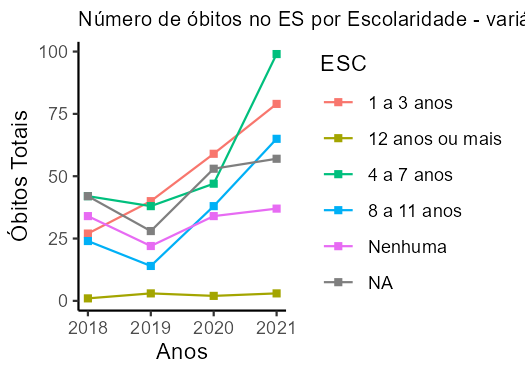 Número de óbitos no ES por Escolaridade - variá
100
75
50
25
0
Óbitos Totais
2018 2019 2020 2021
Anos
ESC
1 a 3 anos
12 anos ou mais
4 a 7 anos
8 a 11 anos
Nenhuma
NA